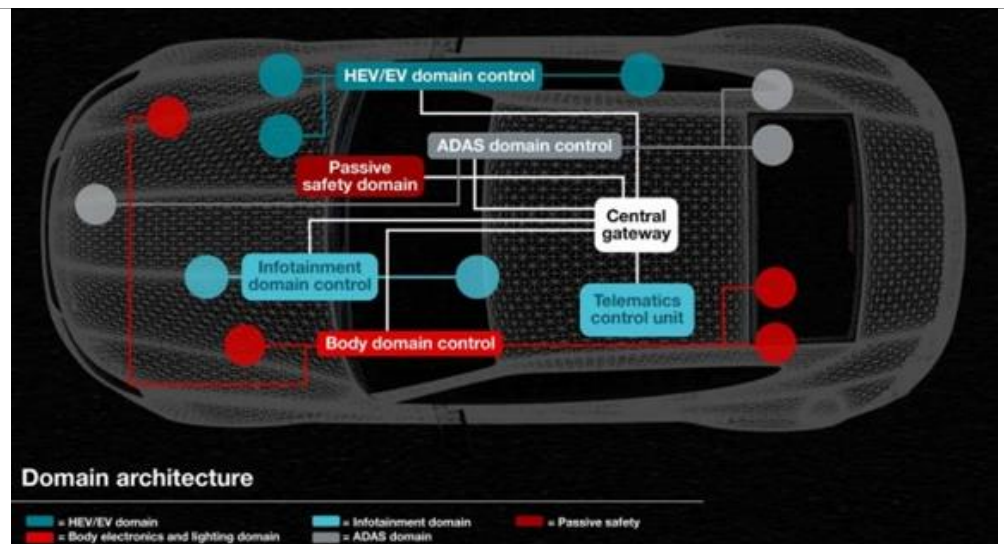 HEV/EV domain control
ADAS domain control
Passive
safety domain
Central
gateway
Infotainment
domain control
Telematics
control unit
Body domain control
Domain architecture
= HEV/EV domain
= Infotainment domain
= Passive safety
= Body electronics and lighting domain
= ADAS domain